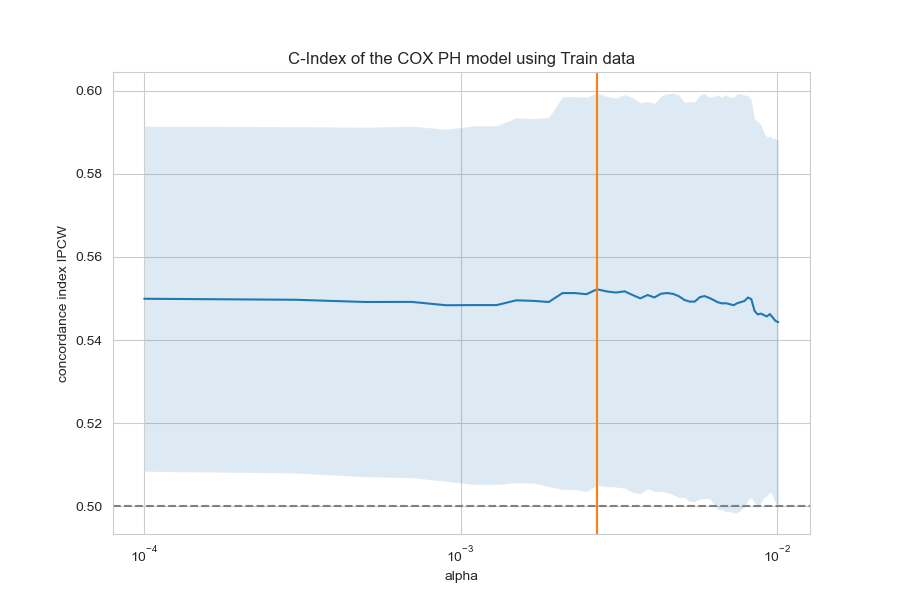 C-Index of the COX PH model using Train data
concordance index IPCW
0.60
0.58
0.56
0.54
0.52
0.50
10⁻⁴ 10⁻³ 10⁻²
alpha